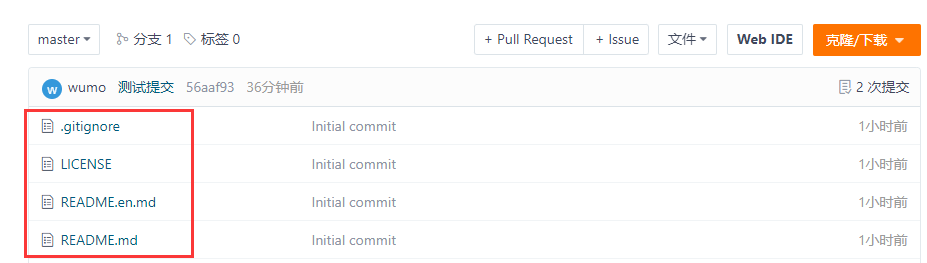 master 分支 1 标签 0 + Pull Request + Issue 文件 Web IDE 克隆/下载
w wumo 测试提交 56aaf93 36分钟前 2 次提交
.gitignore Initial commit 1小时前
LICENSE Initial commit 1小时前
README.en.md Initial commit 1小时前
README.md Initial commit 1小时前